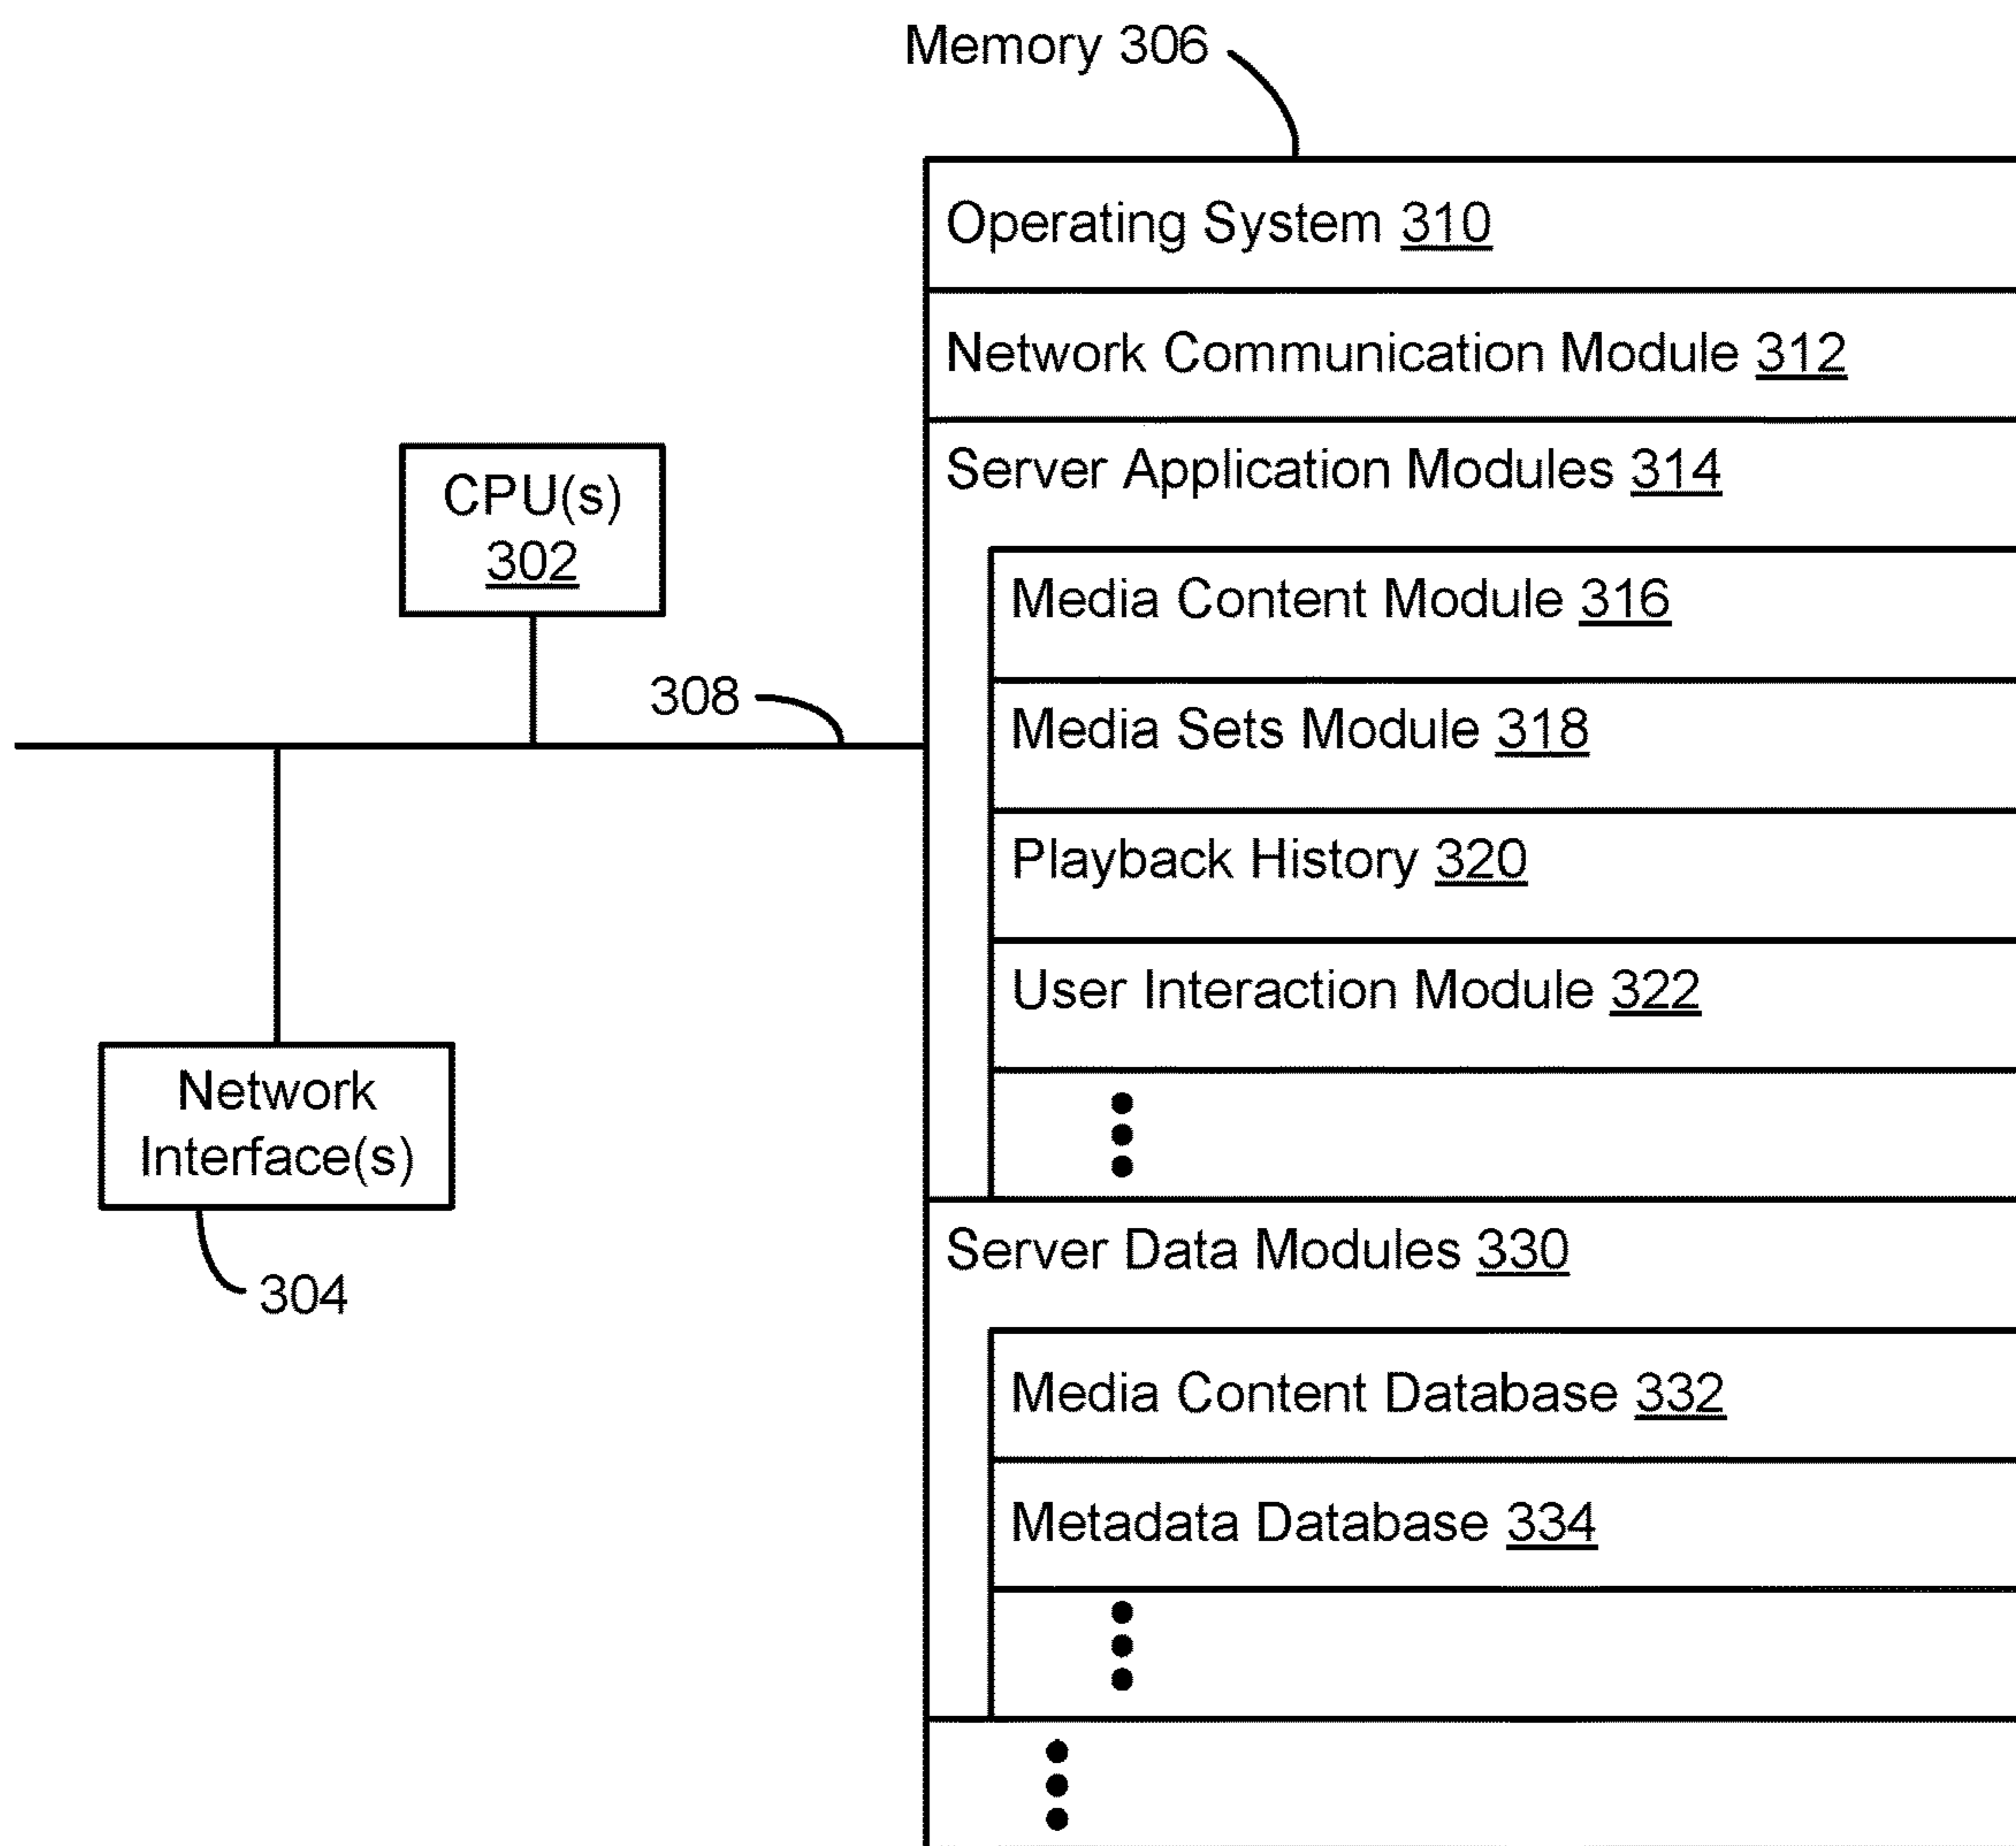 Memory 306
Operating System 310
Network Communication Module 312
Server Application Modules 314
CPU(s)
302
Media Content Module 316
308
Media Sets Module 318
Playback History 320
User Interaction Module 322
Network
Interface(s)
304
Server Data Modules 330
Media Content Database 332
Metadata Database 334